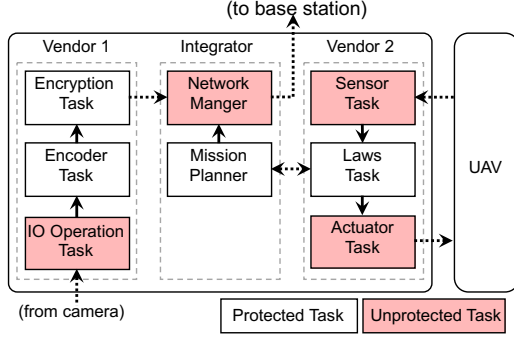 (to base station)
Vendor 1
Integrator
Vendor 2
Encryption
Task
Network
Manger
Sensor
Task
Encoder
Task
Mission
Planner
Laws
Task
UAV
IO Operation
Task
Actuator
Task
(from camera)
Protected Task
Unprotected Task